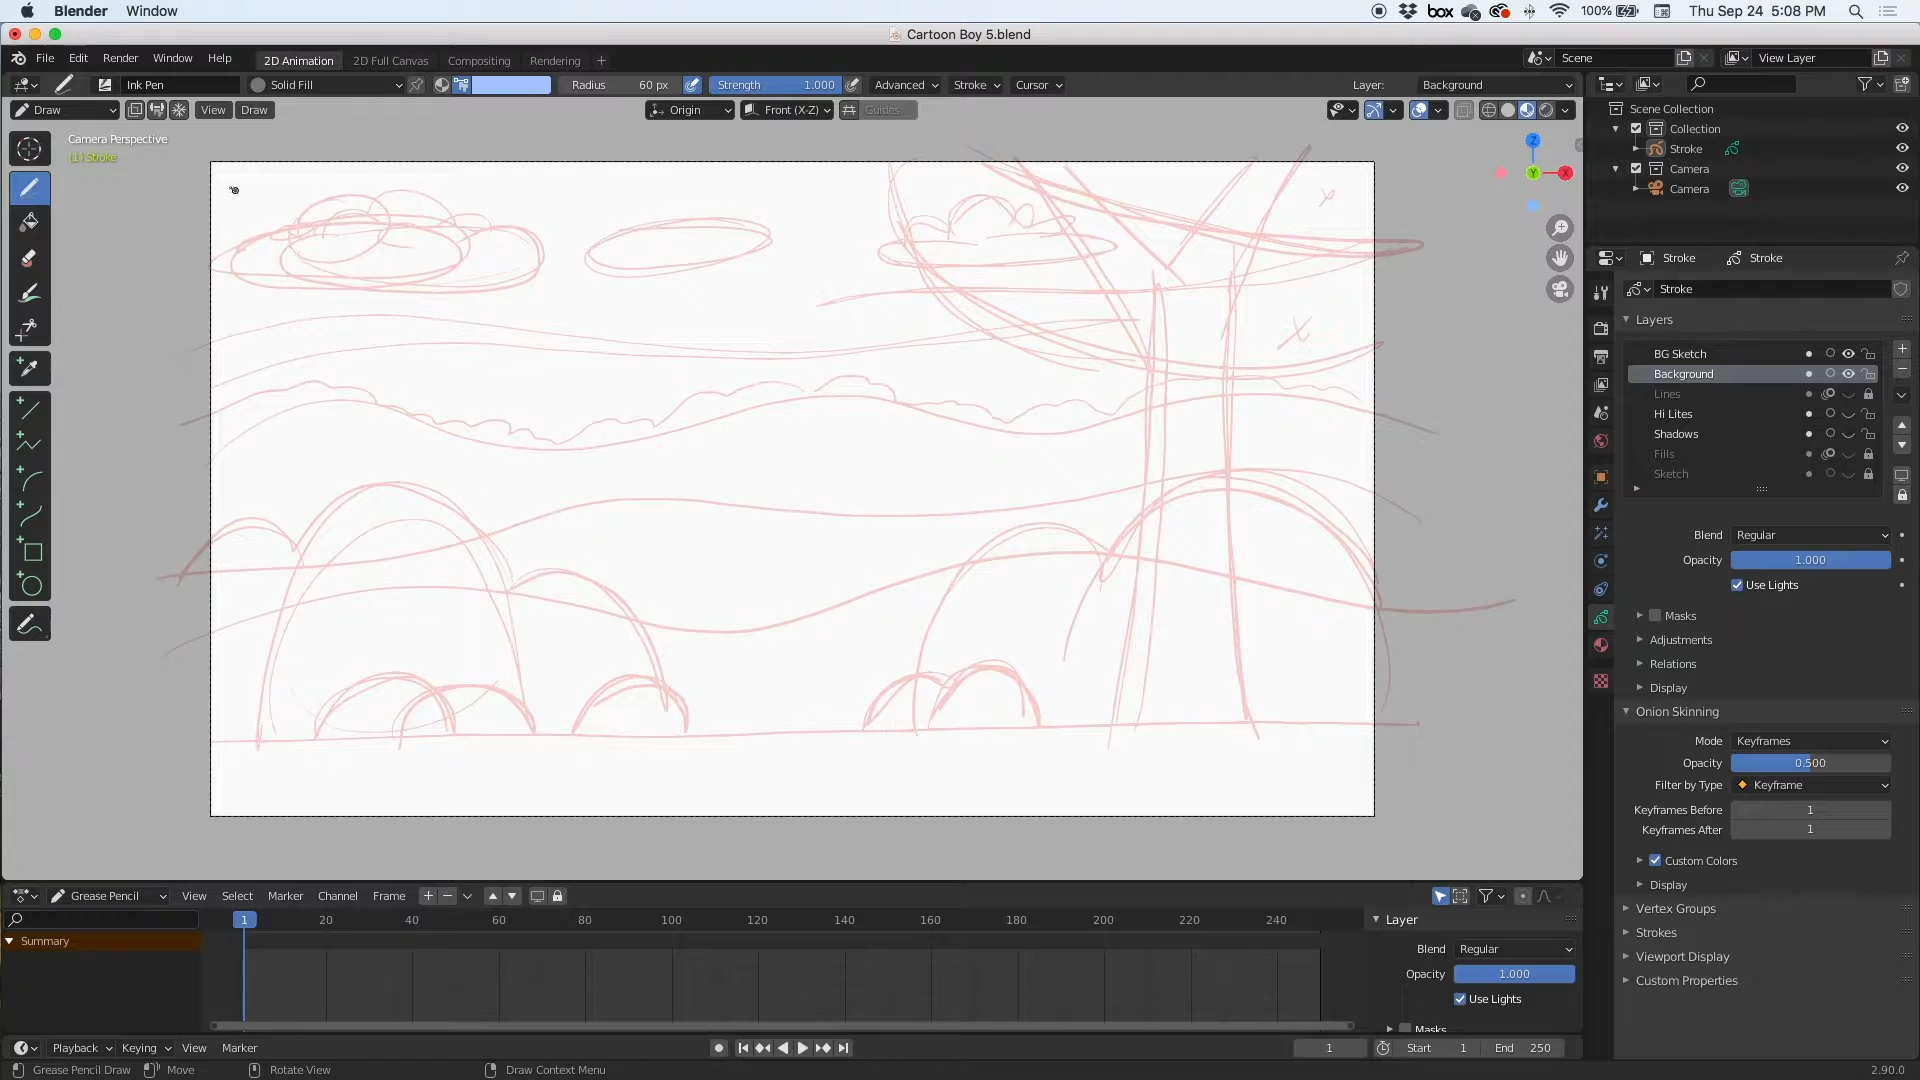 Blender Window
box 100% Thu Sep 24 5:08 PM
Cartoon Boy 5.blend
File Edit Render Window Help 2D Animation 2D Full Canvas Compositing Rendering + Scene View Layer
Ink Pen Solid Fill Radius 60 px Strength 1.000 Advanced Stroke Cursor Layer: Background
Draw View Draw Origin Front (X-Z) Guides
Camera Perspective
(1) Stroke
Z
Y X
Scene Collection
Collection
Stroke
Camera
Camera
Stroke Stroke
Stroke
Layers
BG Sketch
Background
Lines
Hi Lites
Shadows
Fills
Sketch
Blend Regular
Opacity 1.000
Use Lights
Masks
Adjustments
Relations
Display
Onion Skinning
Mode Keyframes
Opacity 0.500
Filter by Type Keyframe
Keyframes Before 1
Keyframes After 1
Custom Colors
Display
Vertex Groups
Strokes
Viewport Display
Custom Properties
Grease Pencil View Select Marker Channel Frame
1 20 40 60 80 100 120 140 160 180 200 220 240
Summary
Layer
Blend Regular
Opacity 1.000
Use Lights
Masks
Playback Keying View Marker 1 Start 1 End 250
Grease Pencil Draw Move Rotate View Draw Context Menu 2.90.0